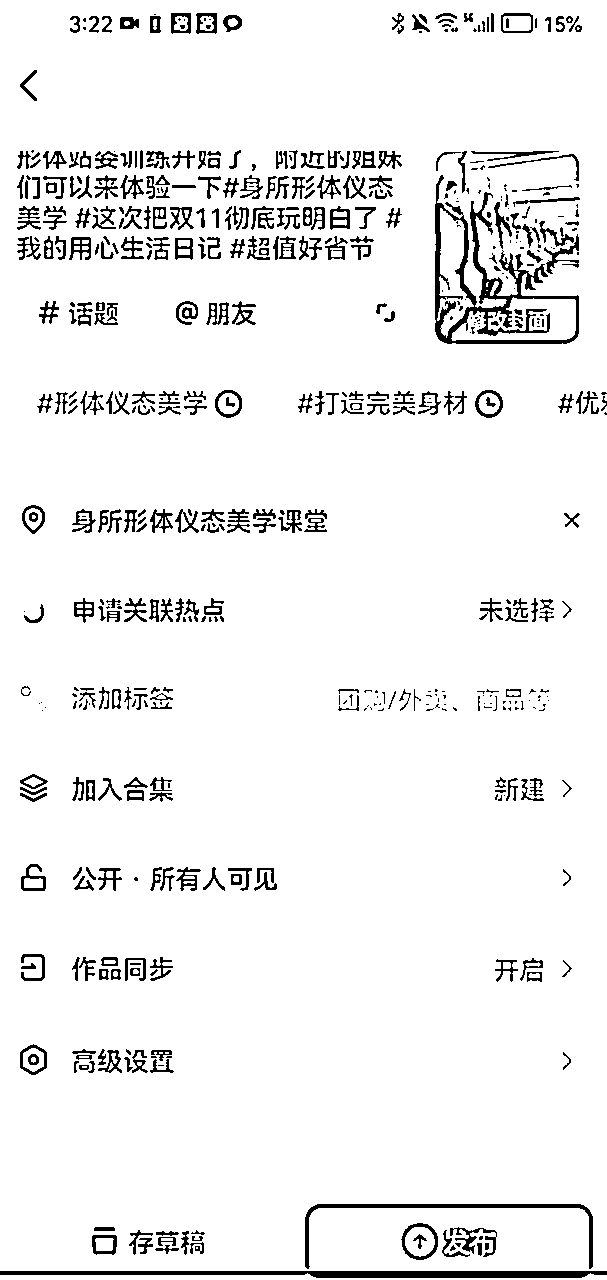 3:22
15%
形体站姿训练开始了，附近的姐妹
们可以来体验一下#身所形体仪态
美学 #这次把双11彻底玩明白了 #
我的用心生活日记 #超值好省节
修改封面
# 话题 @ 朋友
#形体仪态美学 #打造完美身材 #优雅
身所形体仪态美学课堂
申请关联热点 未选择
添加标签 团购/外卖、商品等
加入合集 新建
公开 · 所有人可见
作品同步 开启
高级设置
存草稿 发布